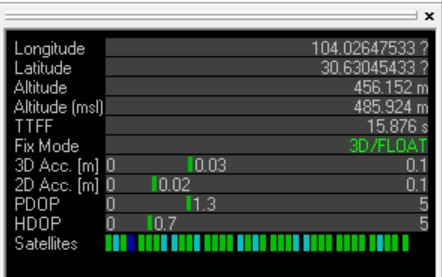 Longitude 104.02647533 ?
Latitude 30.63045433 ?
Altitude 456.152 m
Altitude (msl) 485.924 m
TTFF 15.876 s
Fix Mode 3D/FLOAT
3D Acc. [m] 0 0.03 0.1
2D Acc. [m] 0 0.02 0.1
PDOP 0 1.3 5
HDOP 0 0.7 5
Satellites